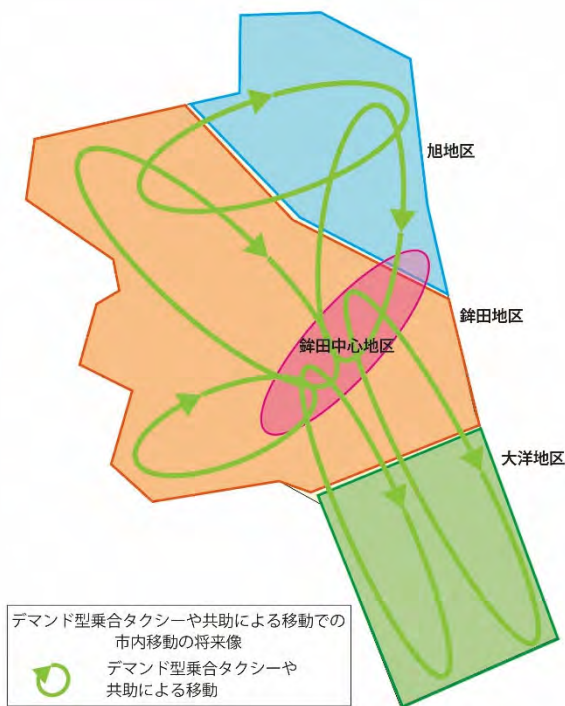 旭地区
鉾田地区
鉾田中心地区
大洋地区
デマンド型乗合タクシーや共助による移動での
市内移動の将来像
デマンド型乗合タクシーや
共助による移動